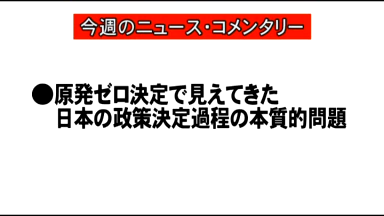 今週のニュース・コメンタリー
●原発ゼロ決定で見えてきた
日本の政策決定過程の本質的問題